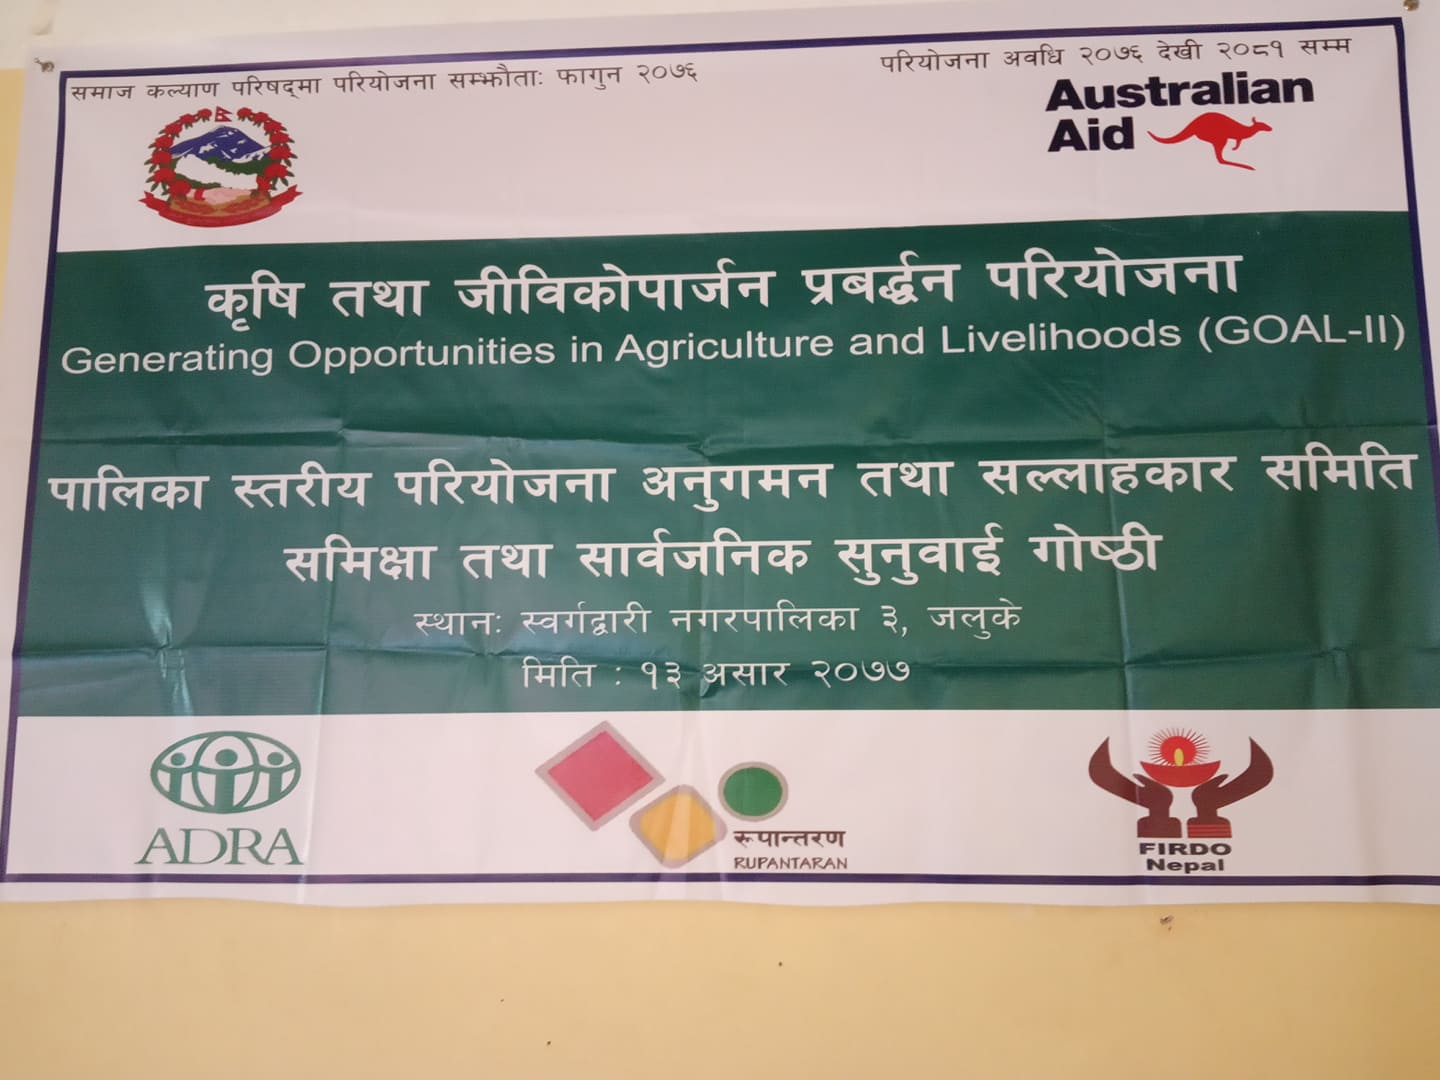 समाज कल्याण परिषद्मा परियोजना सम्झौताः फागुन २०७६
परियोजना अवधि २०७६ देखी २०८१ सम्म
Australian
Aid
कृषि तथा जीविकोपार्जन प्रबर्द्धन परियोजना
Generating Opportunities in Agriculture and Livelihoods (GOAL-II)
पालिका स्तरीय परियोजना अनुगमन तथा सल्लाहकार समिति
समिक्षा तथा सार्वजनिक सुनुवाई गोष्ठी
स्थानः स्वर्गद्वारी नगरपालिका ३, जलुके
मिति : १३ असार २०७७
ADRA
रूपान्तरण
RUPANTARAN
FIRDO
Nepal